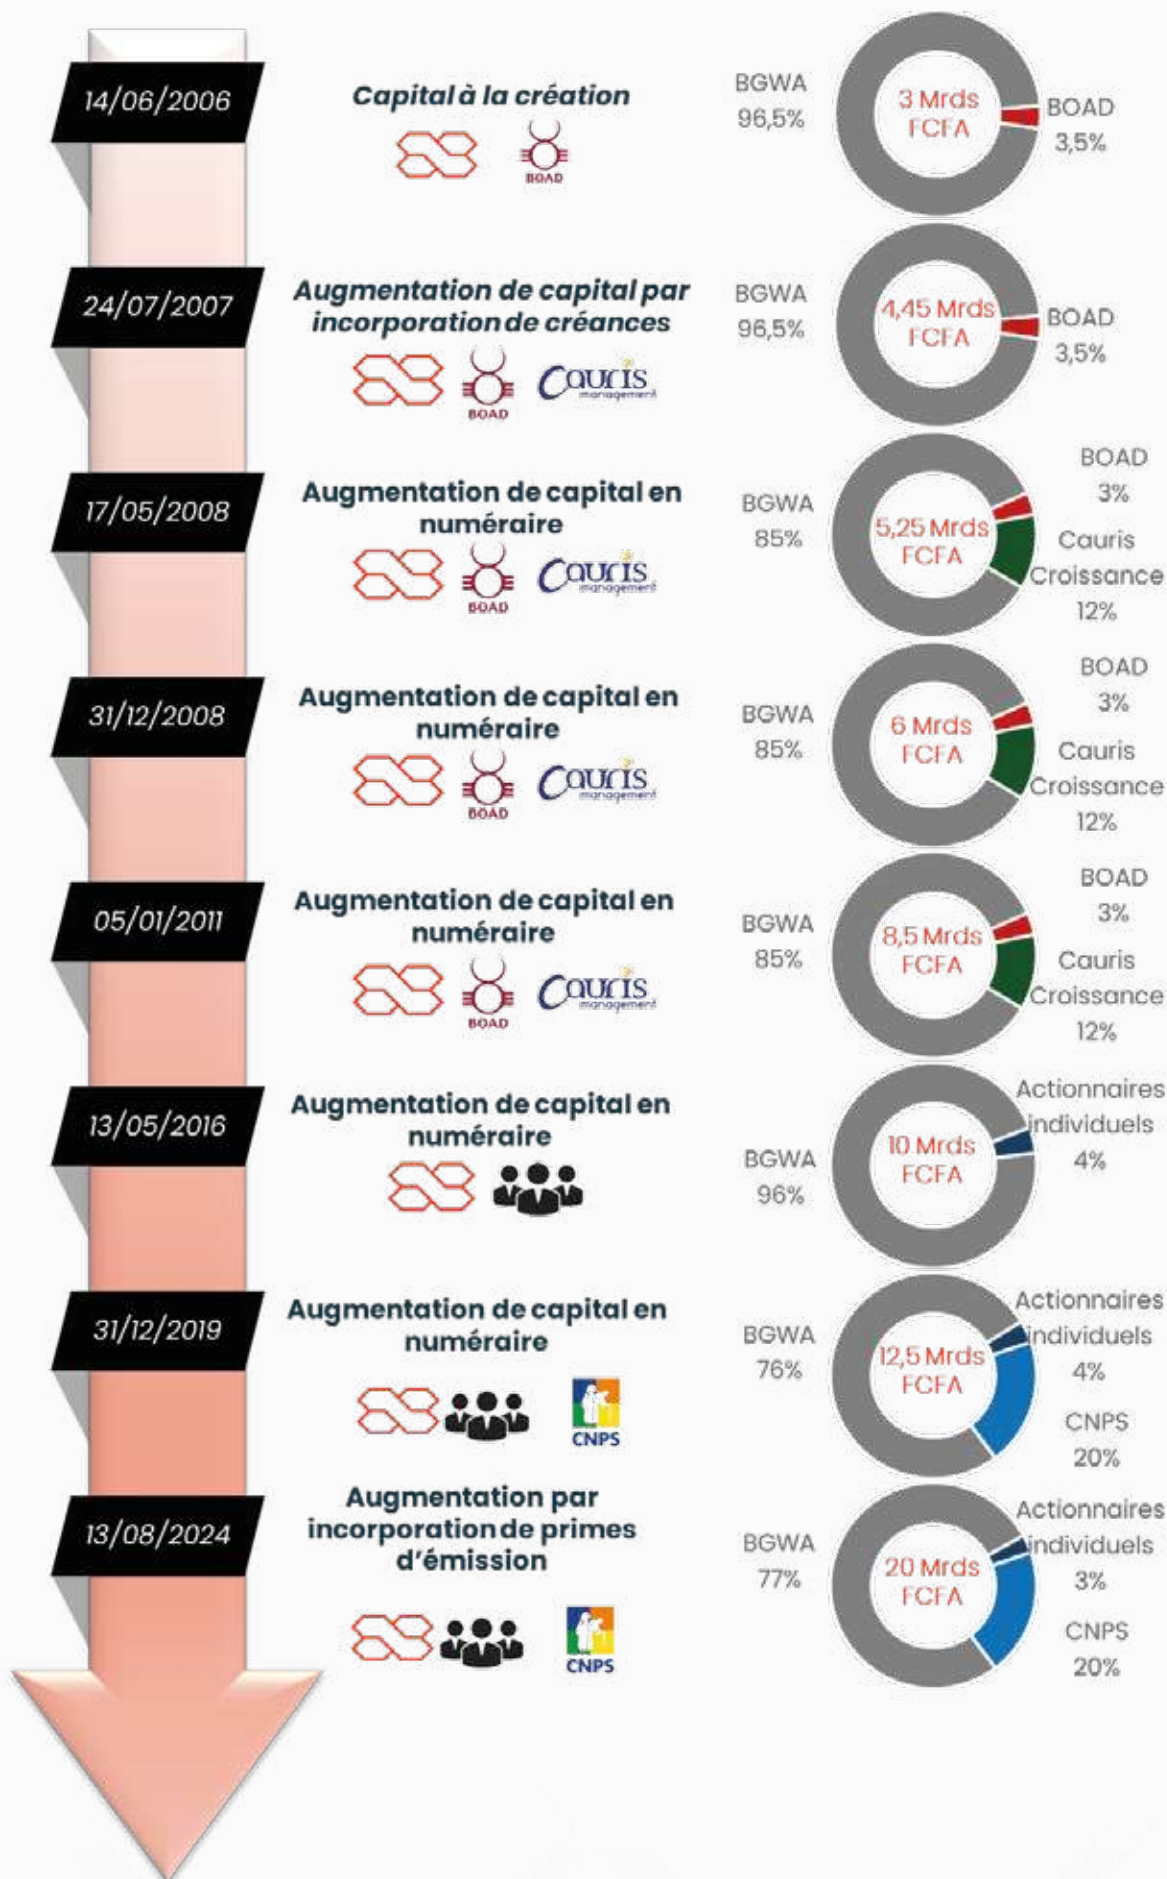 14/06/2006
Capital à la création
BOAD
BGWA
96,5%
3 Mrds
FCFA
BOAD
3,5%
24/07/2007
Augmentation de capital par
incorporation de créances
BOAD
Cauris
management
BGWA
96,5%
4,45 Mrds
FCFA
BOAD
3,5%
17/05/2008
Augmentation de capital en
numéraire
BOAD
Cauris
management
BGWA
85%
5,25 Mrds
FCFA
BOAD
3%
Cauris
Croissance
12%
31/12/2008
Augmentation de capital en
numéraire
BOAD
Cauris
management
BGWA
85%
6 Mrds
FCFA
BOAD
3%
Cauris
Croissance
12%
05/01/2011
Augmentation de capital en
numéraire
BOAD
Cauris
management
BGWA
85%
8,5 Mrds
FCFA
BOAD
3%
Cauris
Croissance
12%
13/05/2016
Augmentation de capital en
numéraire
BGWA
96%
10 Mrds
FCFA
Actionnaires
individuels
4%
31/12/2019
Augmentation de capital en
numéraire
CNPS
BGWA
76%
12,5 Mrds
FCFA
Actionnaires
individuels
4%
CNPS
20%
13/08/2024
Augmentation par
incorporation de primes
d'émission
CNPS
BGWA
77%
20 Mrds
FCFA
Actionnaires
individuels
3%
CNPS
20%